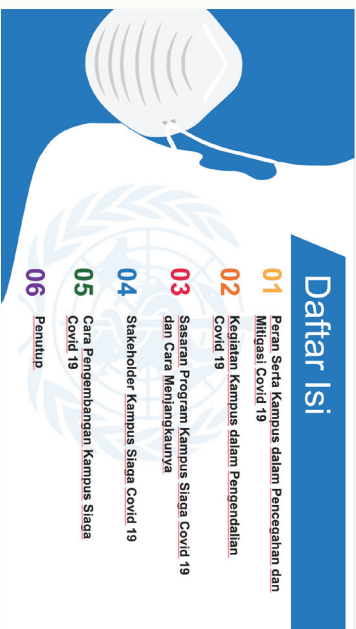 Daftar Isi
01
Peran Serta Kampus dalam Pencegahan dan
Mitigasi Covid 19
02
Kegiatan Kampus dalam Pengendalian
Covid 19
03
Sasaran Program Kampus Siaga Covid 19
dan Cara Menjangkaunya
04
Stakeholder Kampus Siaga Covid 19
05
Cara Pengembangan Kampus Siaga
Covid 19
06
Penutup